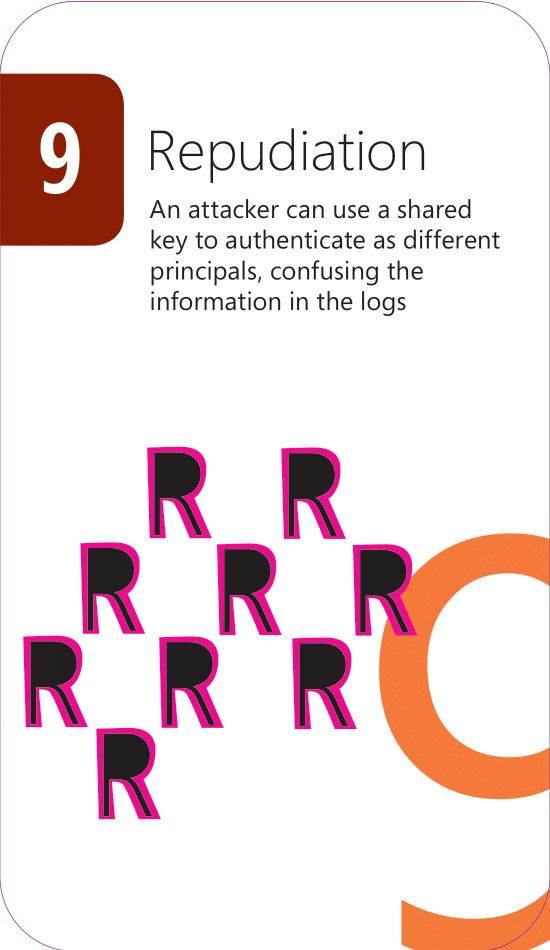 9
Repudiation
An attacker can use a shared
key to authenticate as different
principals, confusing the
information in the logs
R R
R R R
R R R
R
9